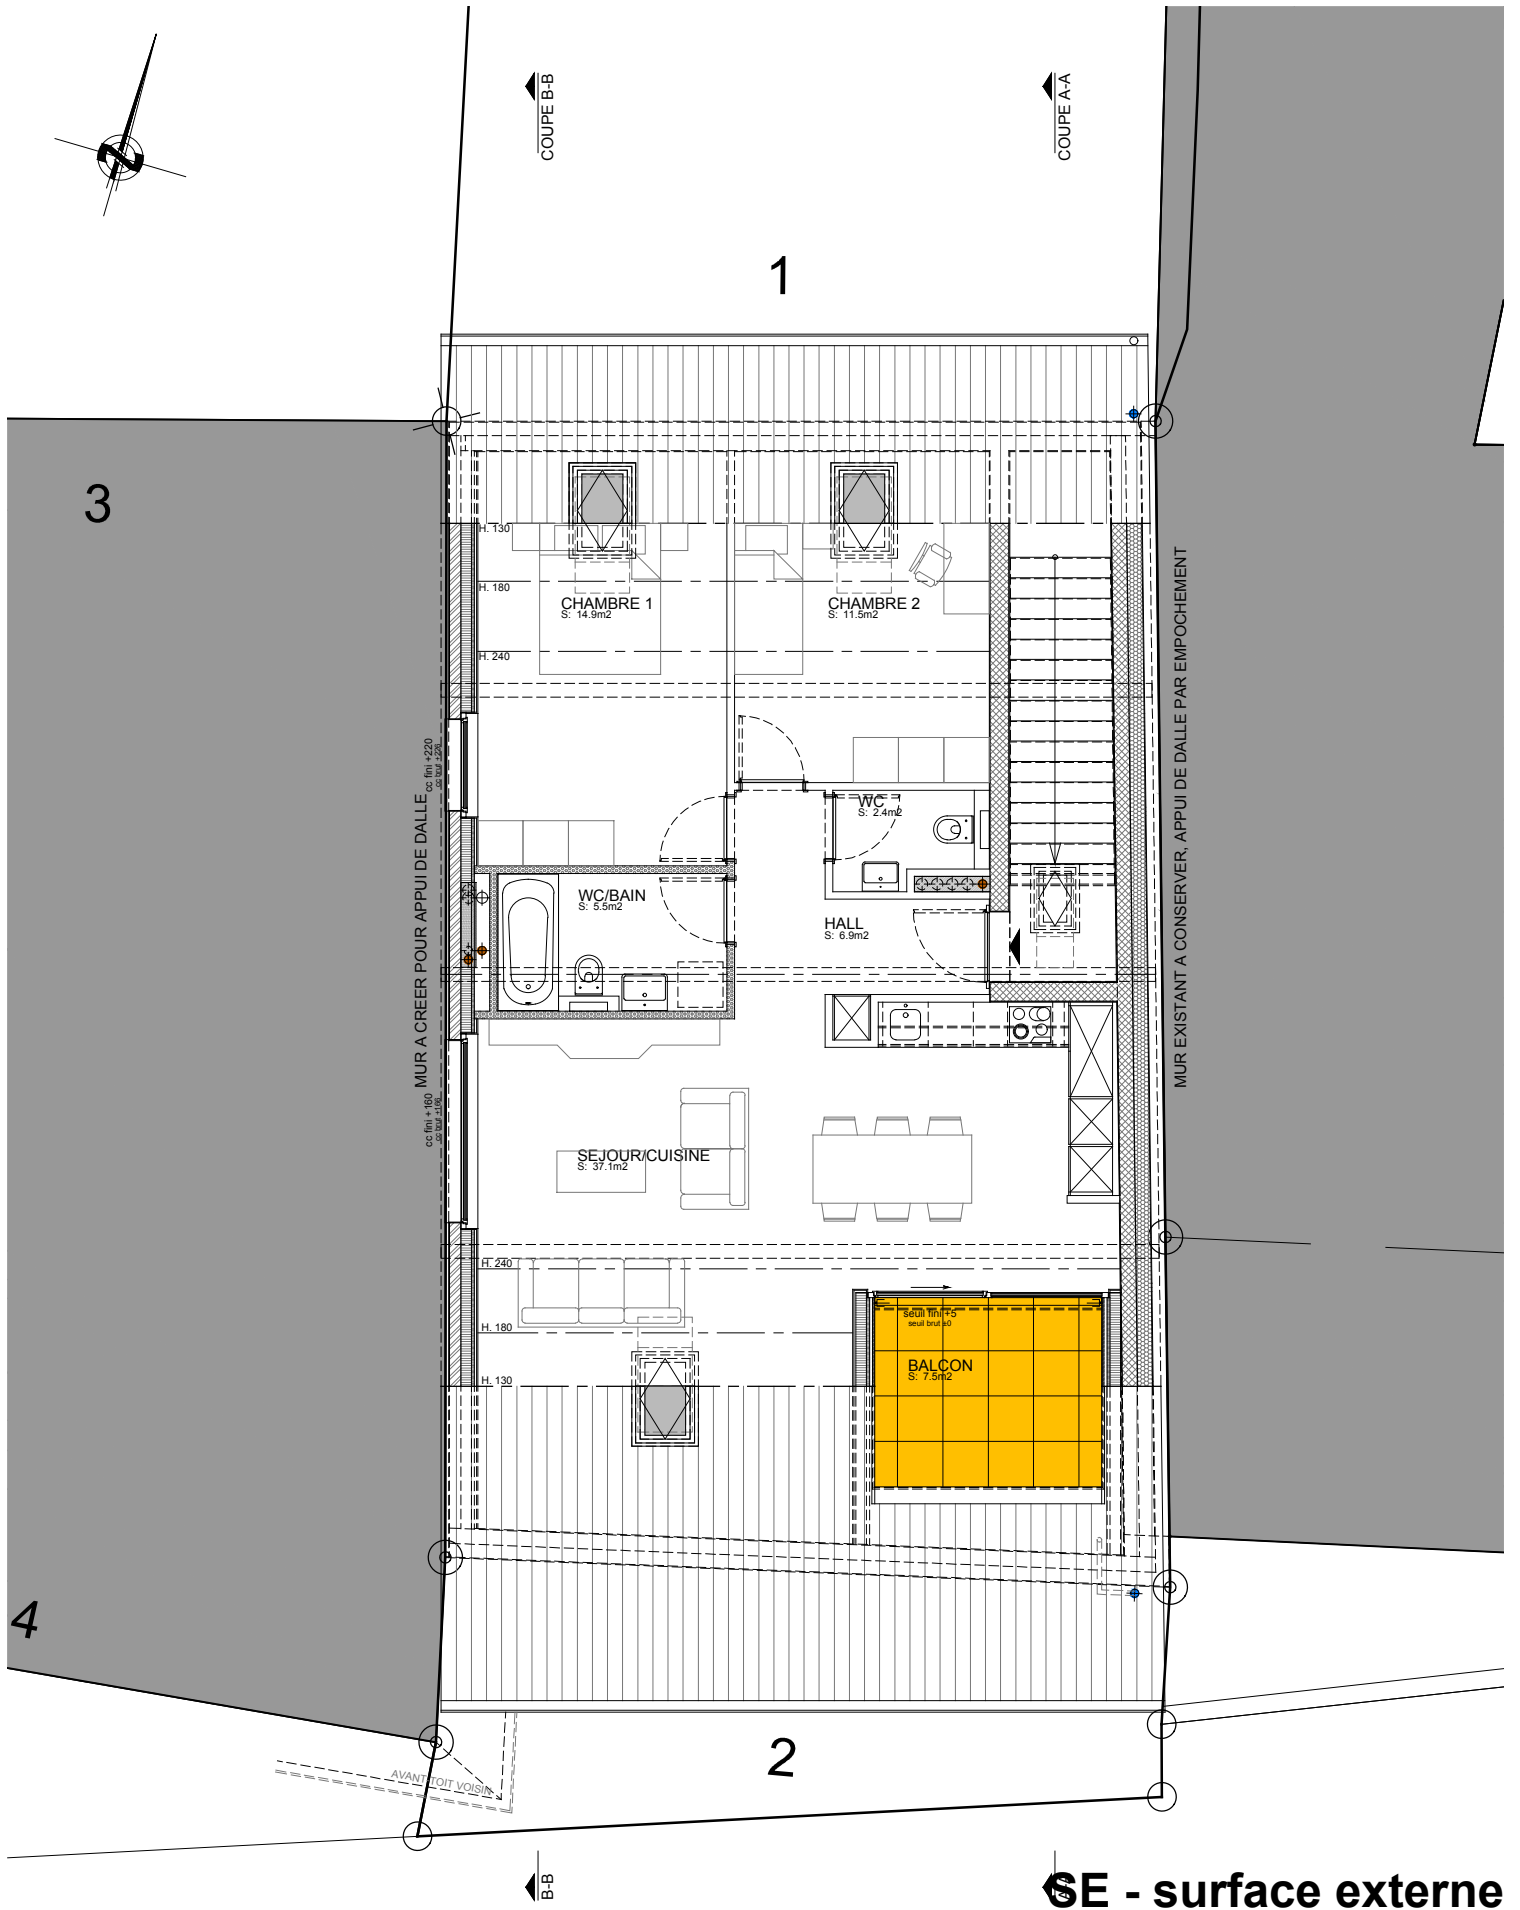 COUPE B-B
COUPE A-A
1
3
H. 130
H. 180
CHAMBRE 1
S: 14.9m2
CHAMBRE 2
S: 11.5m2
H. 240
MUR EXISTANT A CONSERVER, APPUI DE DALLE PAR EMPOCHEMENT
cc fini +220
MUR A CREER POUR APPUI DE DALLE
WC
S: 2.4m2
WC/BAIN
S: 5.5m2
HALL
S: 6.9m2
cc fini +160
SEJOUR/CUISINE
S: 37.1m2
H. 240
seuil fini +5
seuil brut ±0
H. 180
BALCON
S: 7.5m2
H. 130
4
2
AVANT TOIT VOISIN
B-B
SE - surface externe